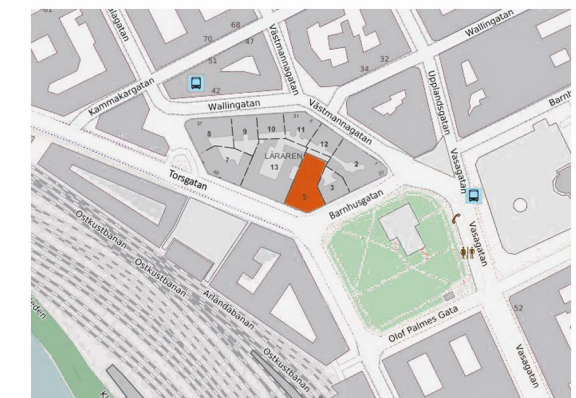 68
70
47
51
42
32
34
Wallingatan
Kammakargatan
Västmannagatan
Upplandsgatan
Wallingatan
Västmannagatan
8
9
10
11
12
7
LÄRAREN
13
2
3
5
Torsgatan
Barnhusgatan
Vasagatan
Vasagatan
Ostkustbanan
Ostkustbanan
Arlandabanan
Ostkustbanan
Olof Palmes Gata
52
Vasagatan